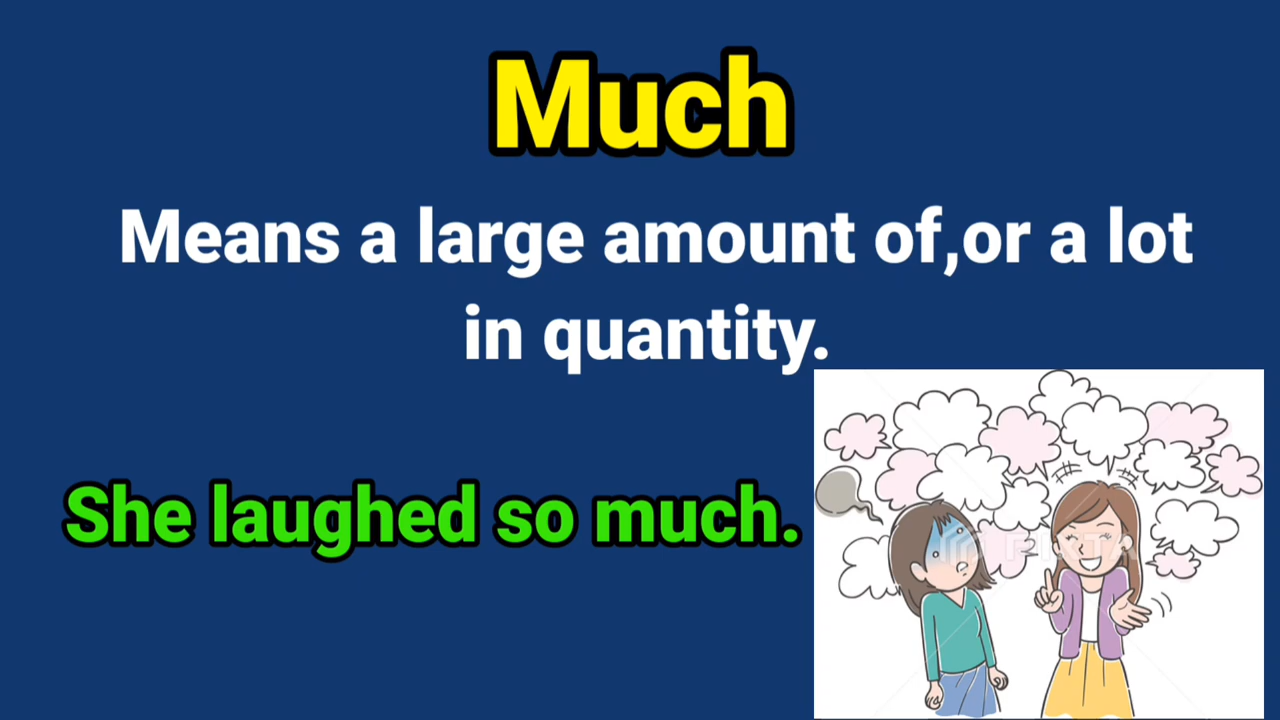 Much
Means a large amount of,or a lot
in quantity.
She laughed so much.